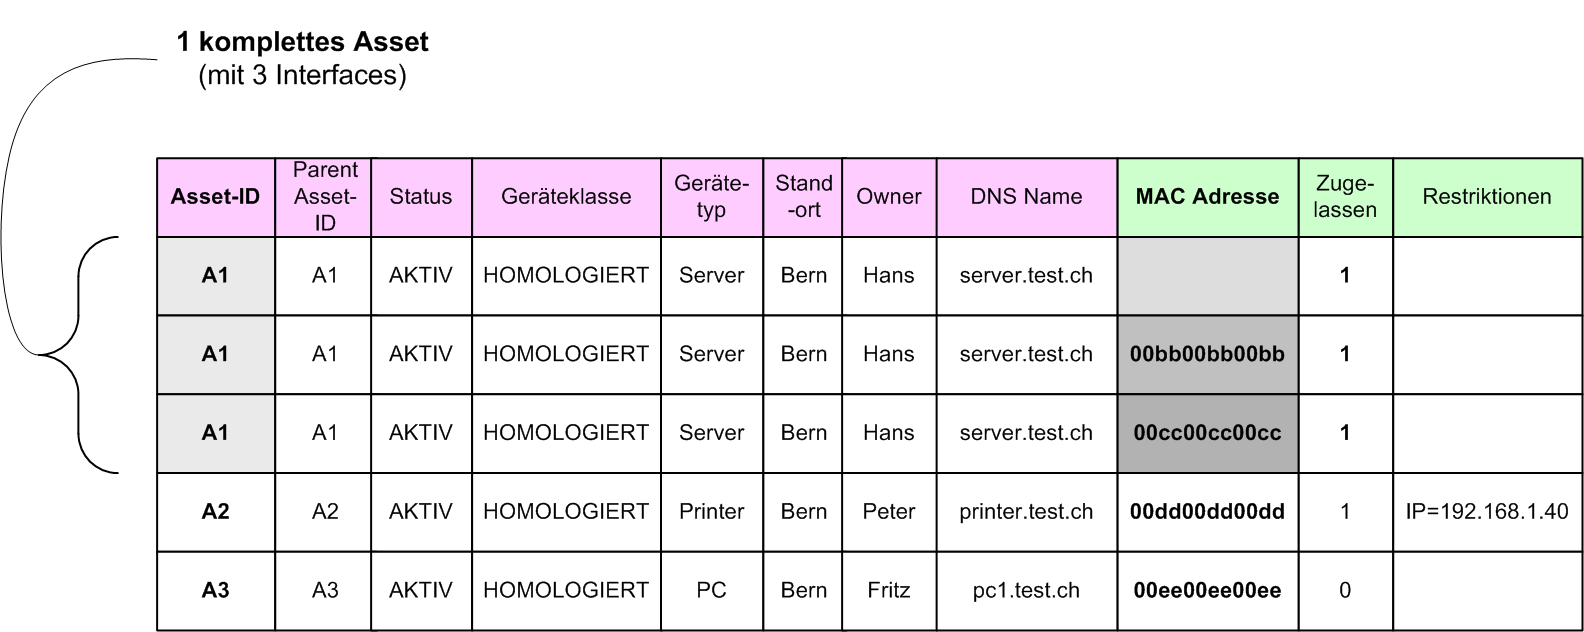 1 komplettes Asset
(mit 3 Interfaces)
Asset-ID Parent Asset-ID Status Geräteklasse Geräte-typ Stand-ort Owner DNS Name MAC Adresse Zuge-lassen Restriktionen
A1 A1 AKTIV HOMOLOGIERT Server Bern Hans server.test.ch 1
A1 A1 AKTIV HOMOLOGIERT Server Bern Hans server.test.ch 00bb00bb00bb 1
A1 A1 AKTIV HOMOLOGIERT Server Bern Hans server.test.ch 00cc00cc00cc 1
A2 A2 AKTIV HOMOLOGIERT Printer Bern Peter printer.test.ch 00dd00dd00dd 1 IP=192.168.1.40
A3 A3 AKTIV HOMOLOGIERT PC Bern Fritz pc1.test.ch 00ee00ee00ee 0